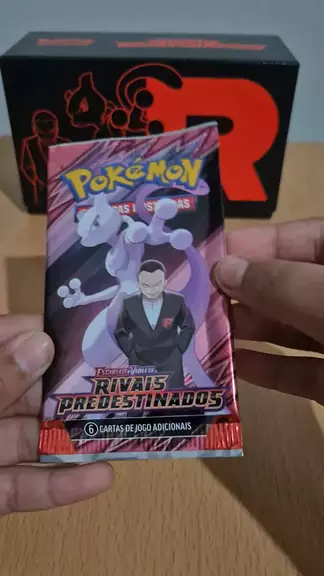 POKÉMON
ESCARLATE E VIOLETA
RIVAIS
PREDESTINADOS
6 CARTAS DE JOGO ADICIONAIS
R